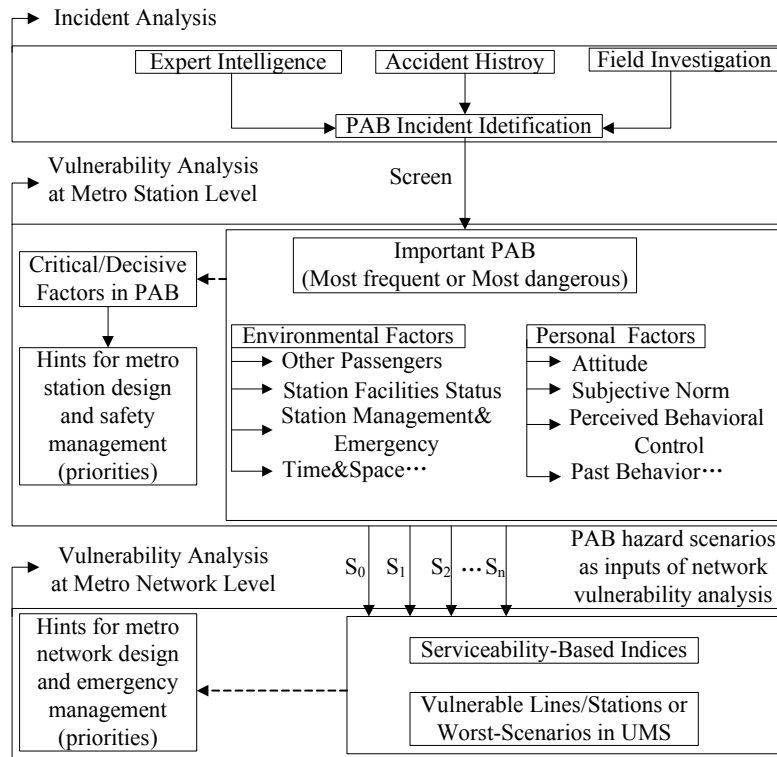 Incident Analysis
Expert Intelligence
Accident Histroy
Field Investigation
PAB Incident Idetification
Vulnerability Analysis
at Metro Station Level
Screen
Important PAB
(Most frequent or Most dangerous)
Critical/Decisive
Factors in PAB
Hints for metro
station design
and safety
management
(priorities)
Environmental Factors
Other Passengers
Station Facilities Status
Station Management&
Emergency
Time&Space···
Personal Factors
Attitude
Subjective Norm
Perceived Behavioral
Control
Past Behavior···
Vulnerability Analysis
at Metro Network Level
S0 S1 S2 ···Sn
PAB hazard scenarios
as inputs of network
vulnerability analysis
Hints for metro
network design
and emergency
management
(priorities)
Serviceability-Based Indices
Vulnerable Lines/Stations or
Worst-Scenarios in UMS